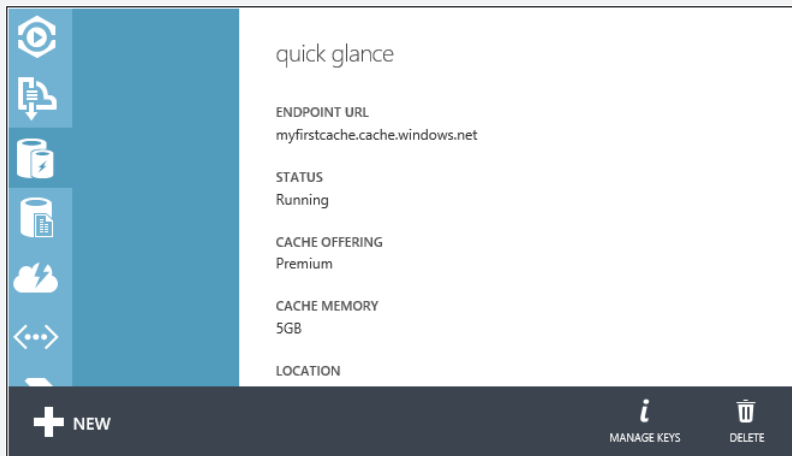 quick glance
ENDPOINT URL
myfirstcache.cache.windows.net
STATUS
Running
CACHE OFFERING
Premium
CACHE MEMORY
5GB
LOCATION
NEW
MANAGE KEYS
DELETE